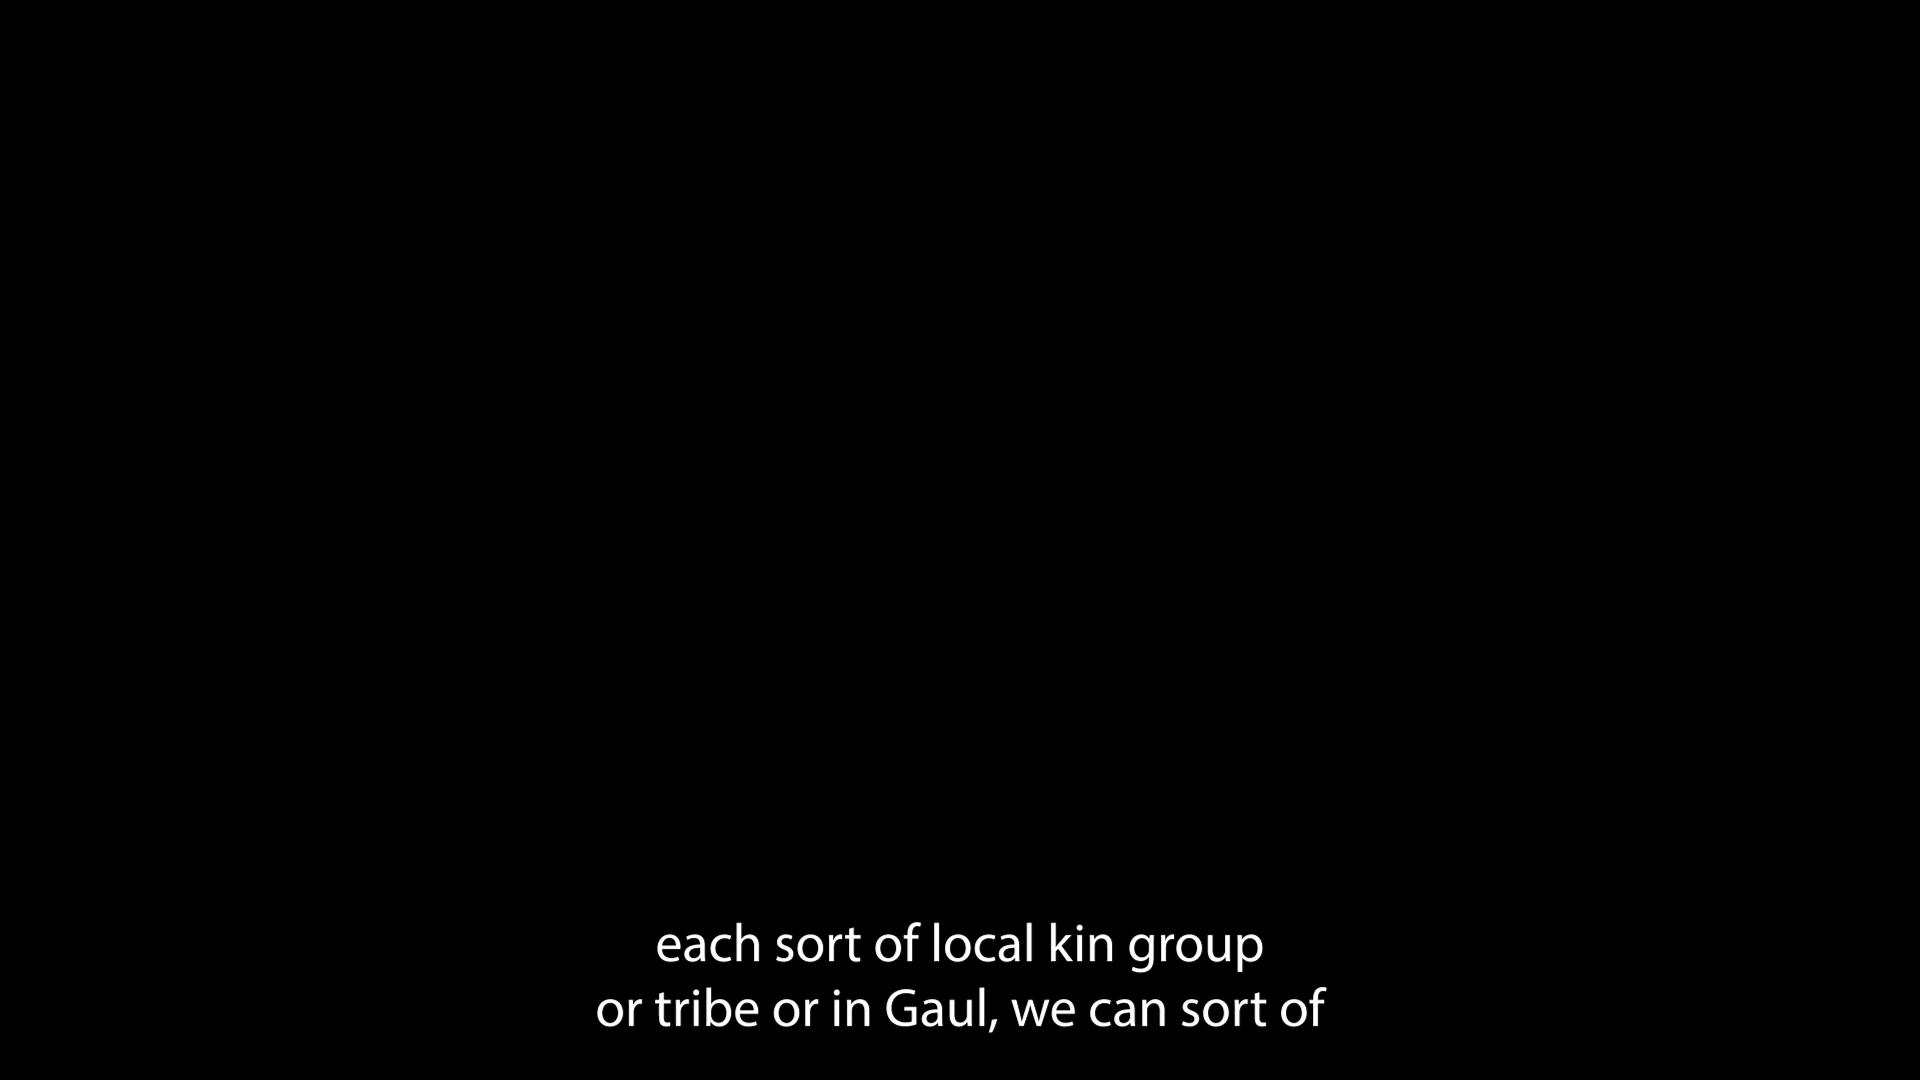 each sort of local kin group
or tribe or in Gaul, we can sort of